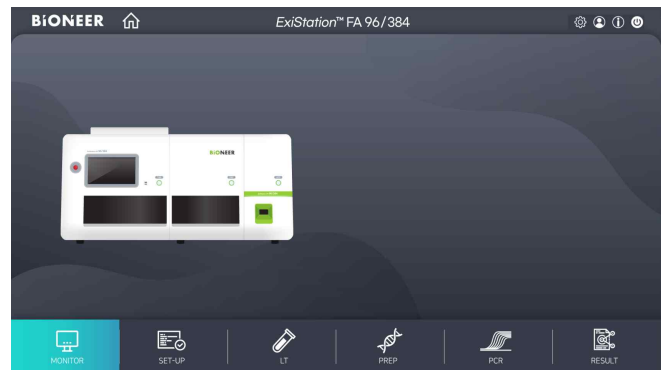 BiONEER ExiStation™ FA 96/384
BiONEER
MONITOR SET-UP LT PREP PCR RESULT